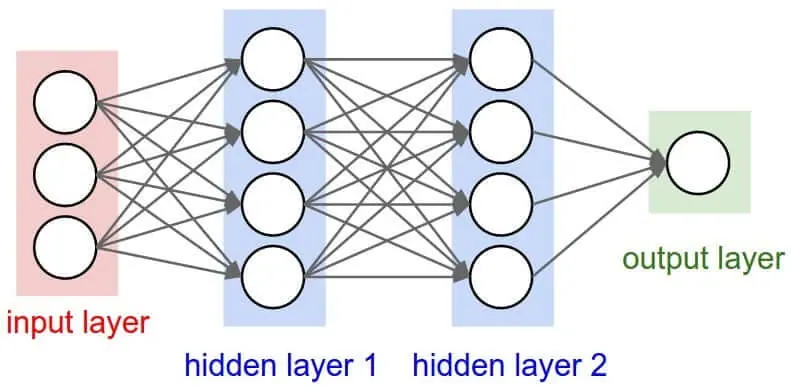 input layer
hidden layer 1
hidden layer 2
output layer